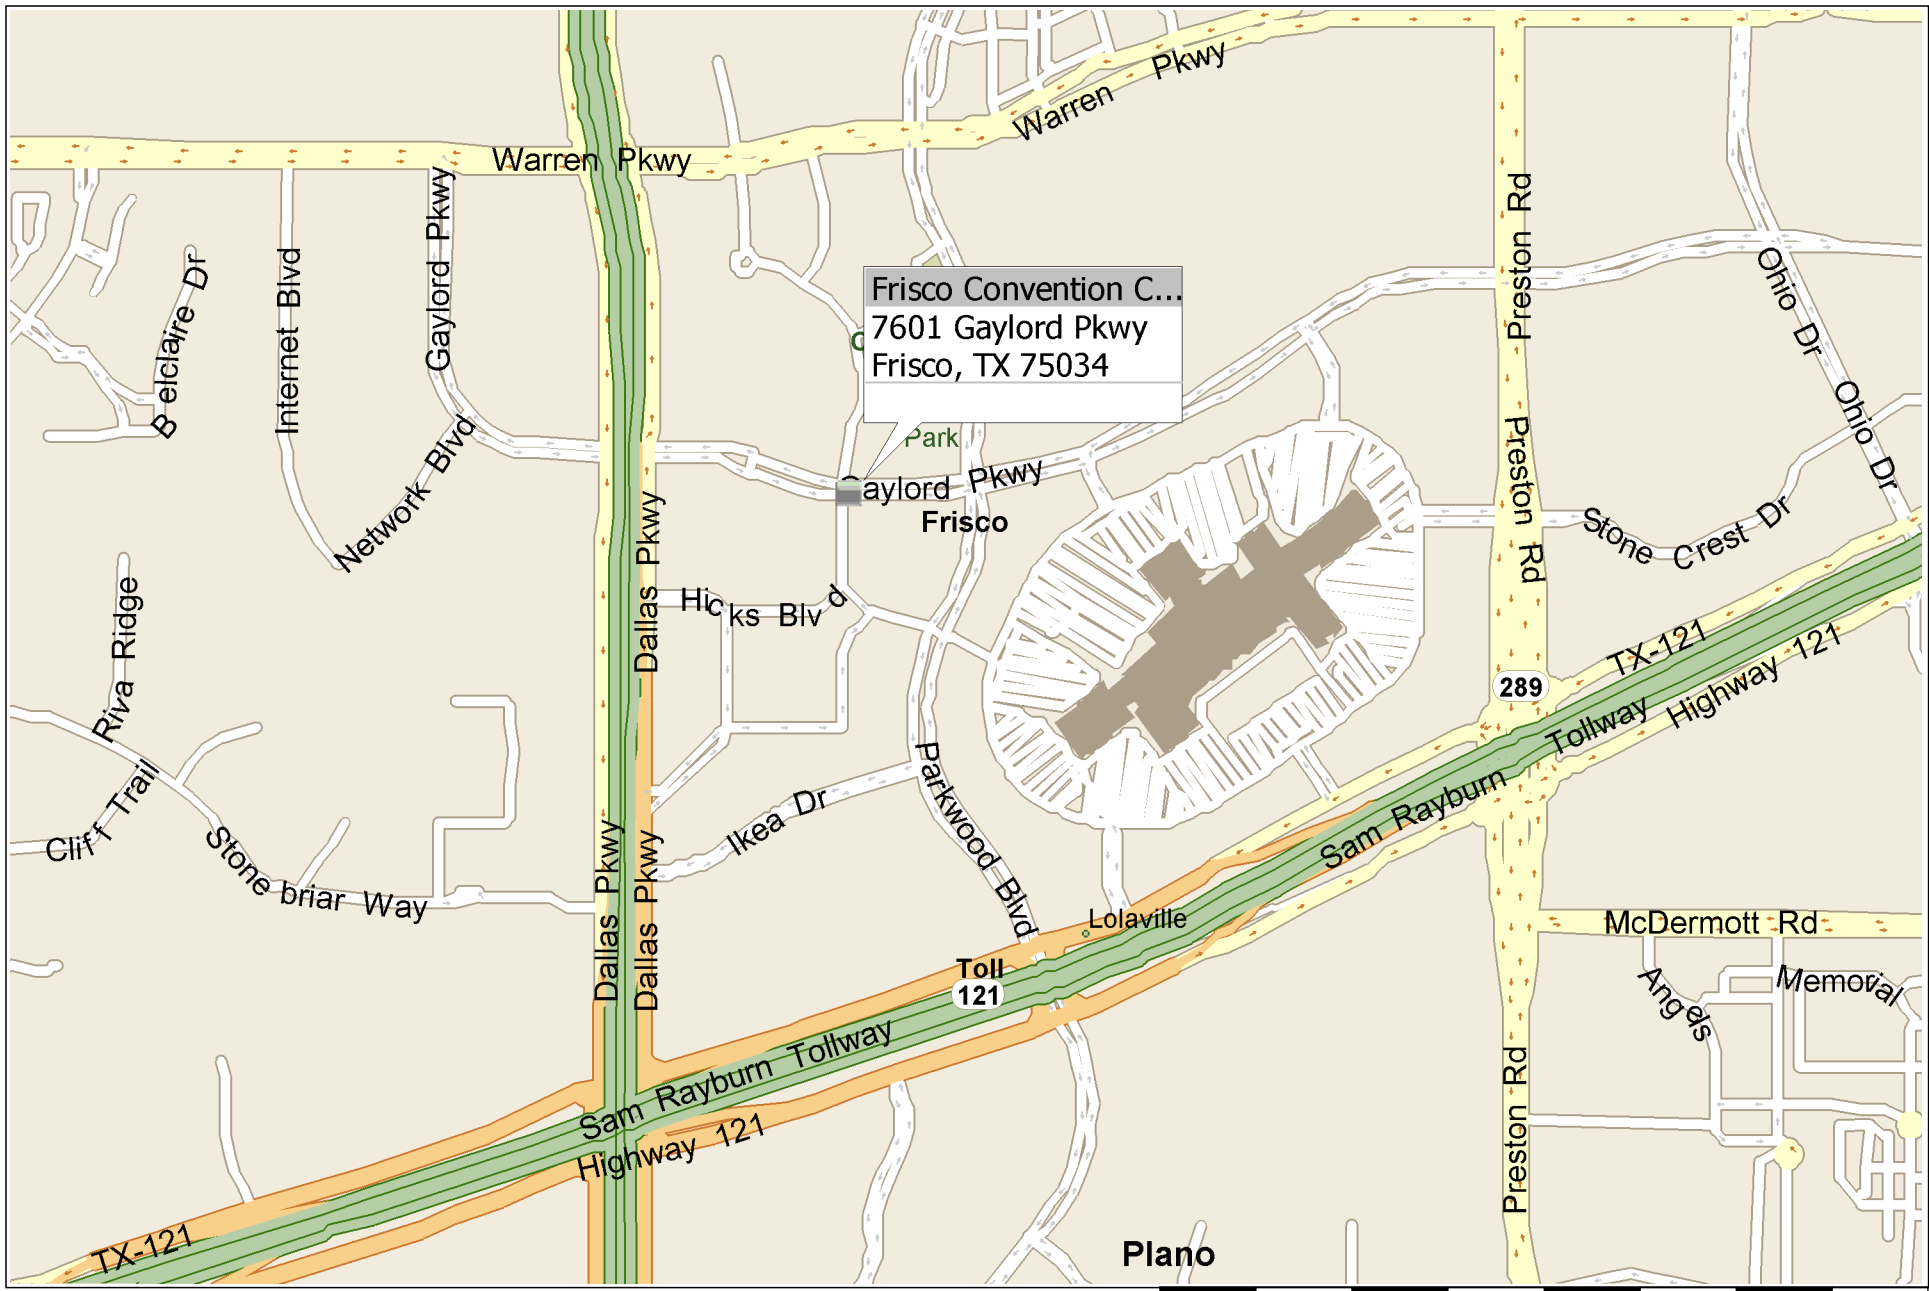 Warren Pkwy
Warren Pkwy
Warren Pkwy
Gaylord Pkwy
Preston Rd
Belclaire Dr
Internet Blvd
Ohio Dr
Frisco Convention C...
7601 Gaylord Pkwy
Frisco, TX 75034
Ohio Dr
Park
Network Blvd
Gaylord Pkwy
Preston Rd
Frisco
Stone Crest Dr
Dallas Pkwy
Hicks Blvd
Riva Ridge
TX-121
Highway 121
289
Tollway
Cliff Trail
Stonebriar Way
Ikea Dr
Parkwood Blvd
Sam Rayburn
Dallas Pkwy
Dallas Pkwy
Lolaville
McDermott Rd
Toll
121
Angels
Memorial
Sam Rayburn Tollway
Highway 121
Preston Rd
TX-121
Plano